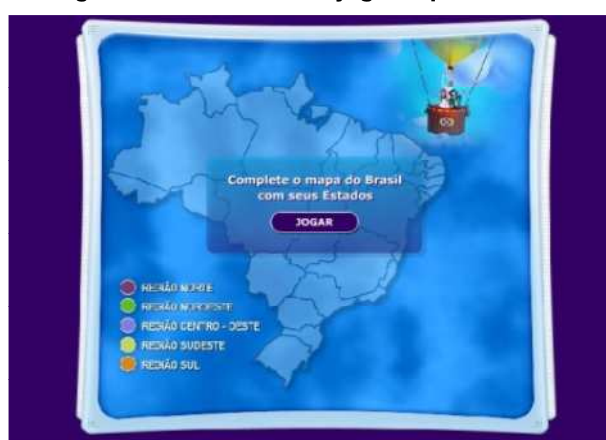 Complete o mapa do Brasil
com seus Estados
JOGAR
REGIÃO NORTE
REGIÃO NORDESTE
REGIÃO CENTRO - OESTE
REGIÃO SUDESTE
REGIÃO SUL